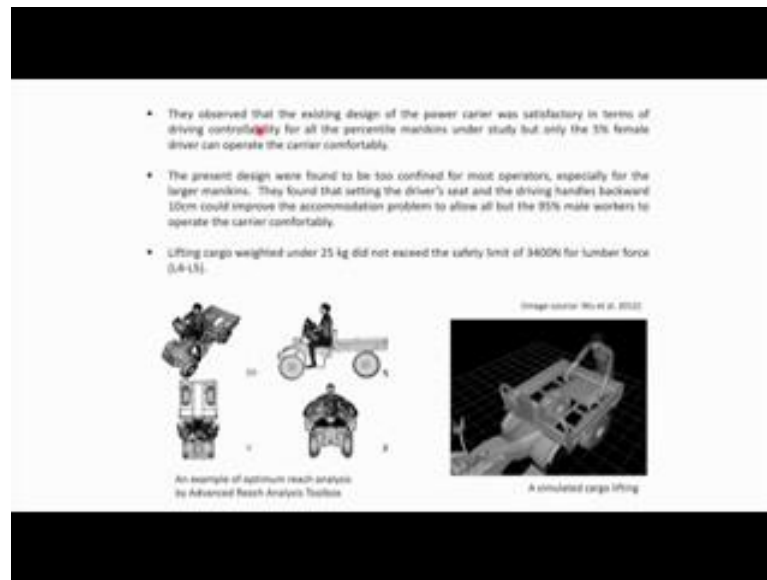 • They observed that the existing design of the power carier was satisfactory in terms of
driving controllability for all the percentile manikins under study but only the 5% female
driver can operate the carrier comfortably.
• The present design were found to be too confined for most operators, especially for the
larger manikins. They found that setting the driver's seat and the driving handles backward
10cm could improve the accommodation problem to allow all but the 95% male workers to
operate the carrier comfortably.
• Lifting cargo weighted under 25 kg did not exceed the safety limit of 3400N for lumber force
(L4-L5).
(Image source: Wu et al. 2012)
An example of optimum reach analysis
by Advanced Reach Analysis Toolbox
A simulated cargo lifting